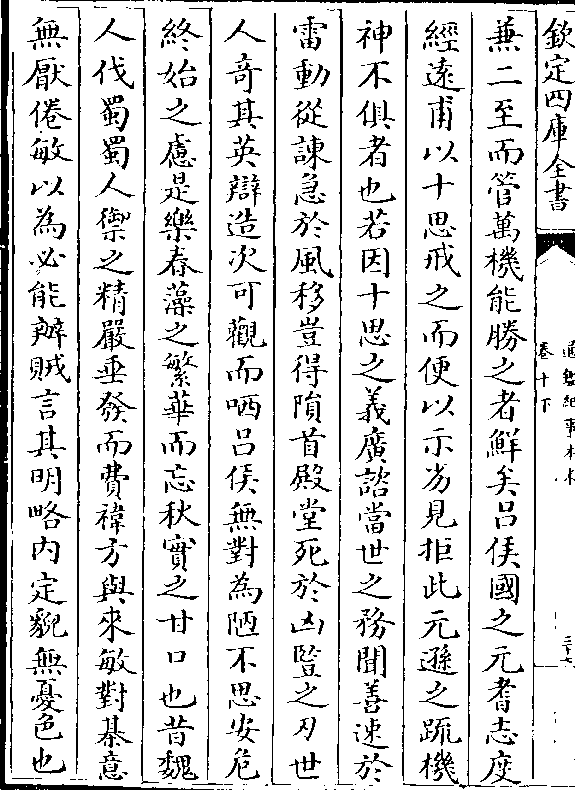 欽定四庫全書
通鑑紀事本末
卷十下
三十七
兼二至而管萬機能勝之者鮮矣吕侯國之元耆志度
經遠甫以十思戒之而便以示劣見拒此元遜之䟽機
神不俱者也若因十思之義廣諮當世之務聞善速於
雷動從諫急於風移豈得隕首殿堂死於凶豎之刃世
人竒其英辯造次可觀而哂吕侯無對為陋不思安危
終始之慮是樂春藻之繁華而忘秋實之甘口也昔魏
人伐蜀蜀人禦之精嚴垂發而費禕方與來敏對棊意
無厭倦敏以為必能辦賊言其明略内定貌無憂色也